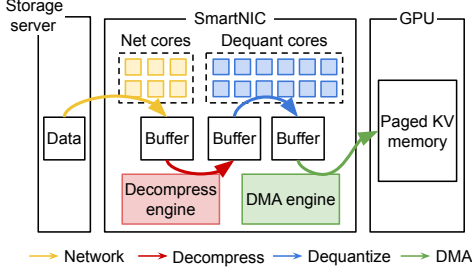 Storage
server
SmartNIC
GPU
Net cores
Dequant cores
Data
Buffer
Buffer
Buffer
Paged KV
memory
Decompress
engine
DMA engine
Network
Decompress
Dequantize
DMA